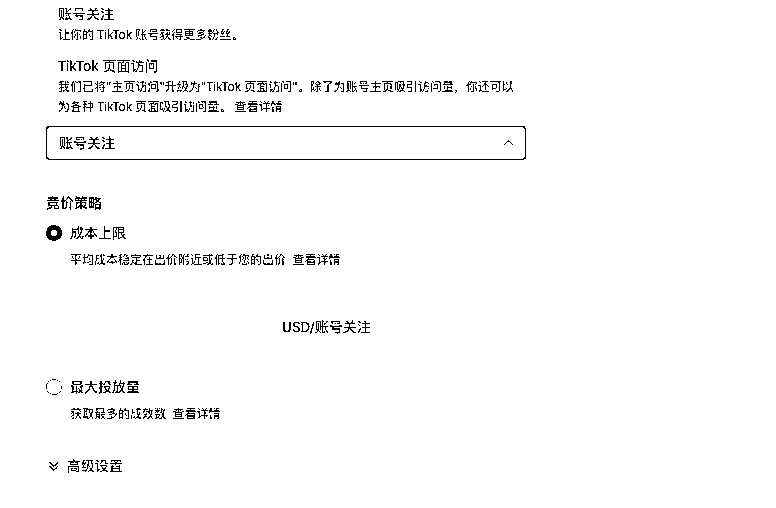 账号关注
让你的 TikTok 账号获得更多粉丝。
TikTok 页面访问
我们已将"主页访问"升级为"TikTok 页面访问"。除了为账号主页吸引访问量，你还可以
为各种 TikTok 页面吸引访问量。 查看详情
账号关注
竞价策略
成本上限
平均成本稳定在出价附近或低于您的出价 查看详情
USD/账号关注
最大投放量
获取最多的成效数 查看详情
高级设置